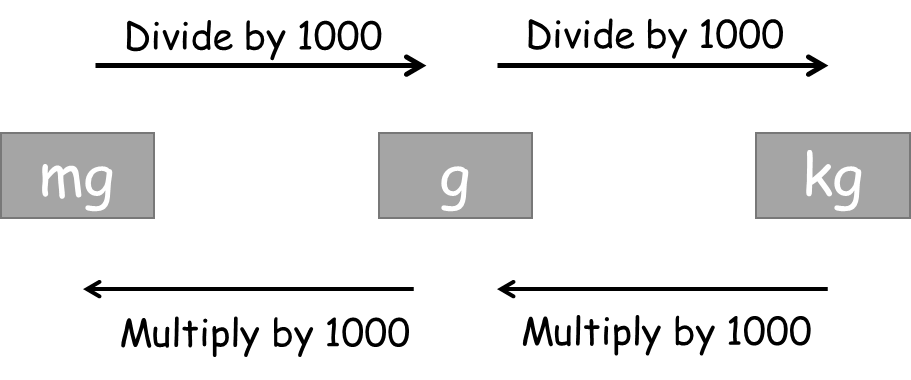 Divide by 1000
Divide by 1000
mg
g
kg
Multiply by 1000
Multiply by 1000